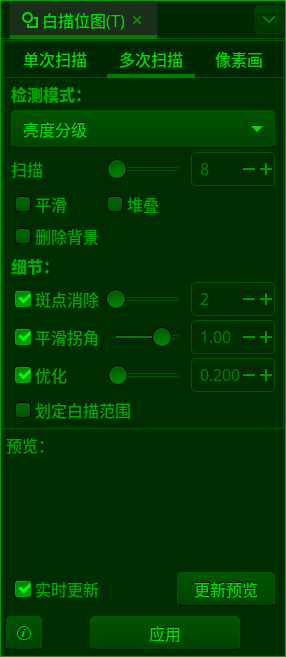 白描位图(T) ×
单次扫描 多次扫描 像素画
检测模式：
亮度分级
扫描 8 − +
平滑 堆叠
删除背景
细节：
斑点消除 2 − +
平滑拐角 1.00 − +
优化 0.200 − +
划定白描范围
预览：
实时更新 更新预览
应用